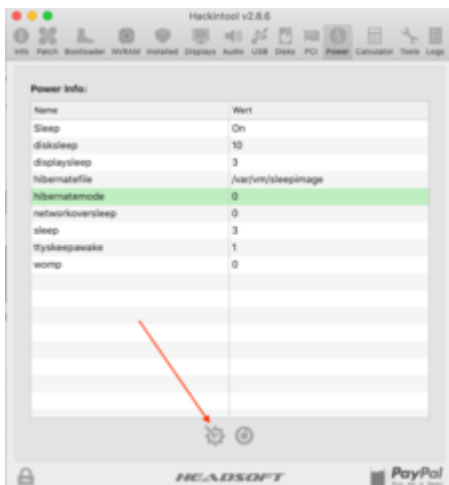 Hackintool v2.8.6
Info Patch Bootloader NVRAM Installed Displays Audio USB Disks PCI Power Calculator Tools Logs
Power Info:
Name Wert
Sleep On
disksleep 10
displaysleep 3
hibernatefile /var/vm/sleepimage
hibernatemode 0
networkoversleep 0
sleep 3
ttyskeepawake 1
womp 0
HEADSOFT
PayPal